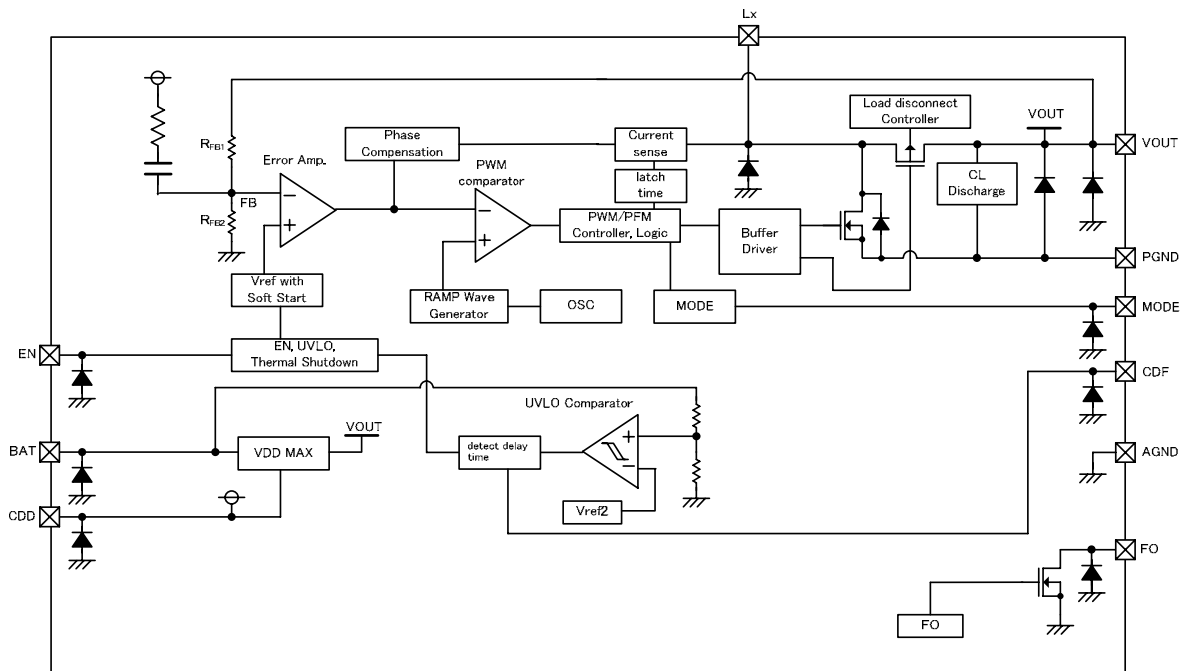 Lx
Load disconnect
Controller
VOUT
RFB1
Phase
Compensation
Current
sense
VOUT
Error Amp.
PWM
comparator
latch
time
CL
Discharge
FB
RFB2
PWM/PFM
Controller, Logic
Buffer
Driver
PGND
Vref with
Soft Start
RAMP Wave
Generator
OSC
MODE
MODE
EN
EN, UVLO,
Thermal Shutdown
CDF
UVLO Comparator
BAT
VDD MAX
VOUT
detect delay
time
AGND
CDD
Vref2
FO
FO